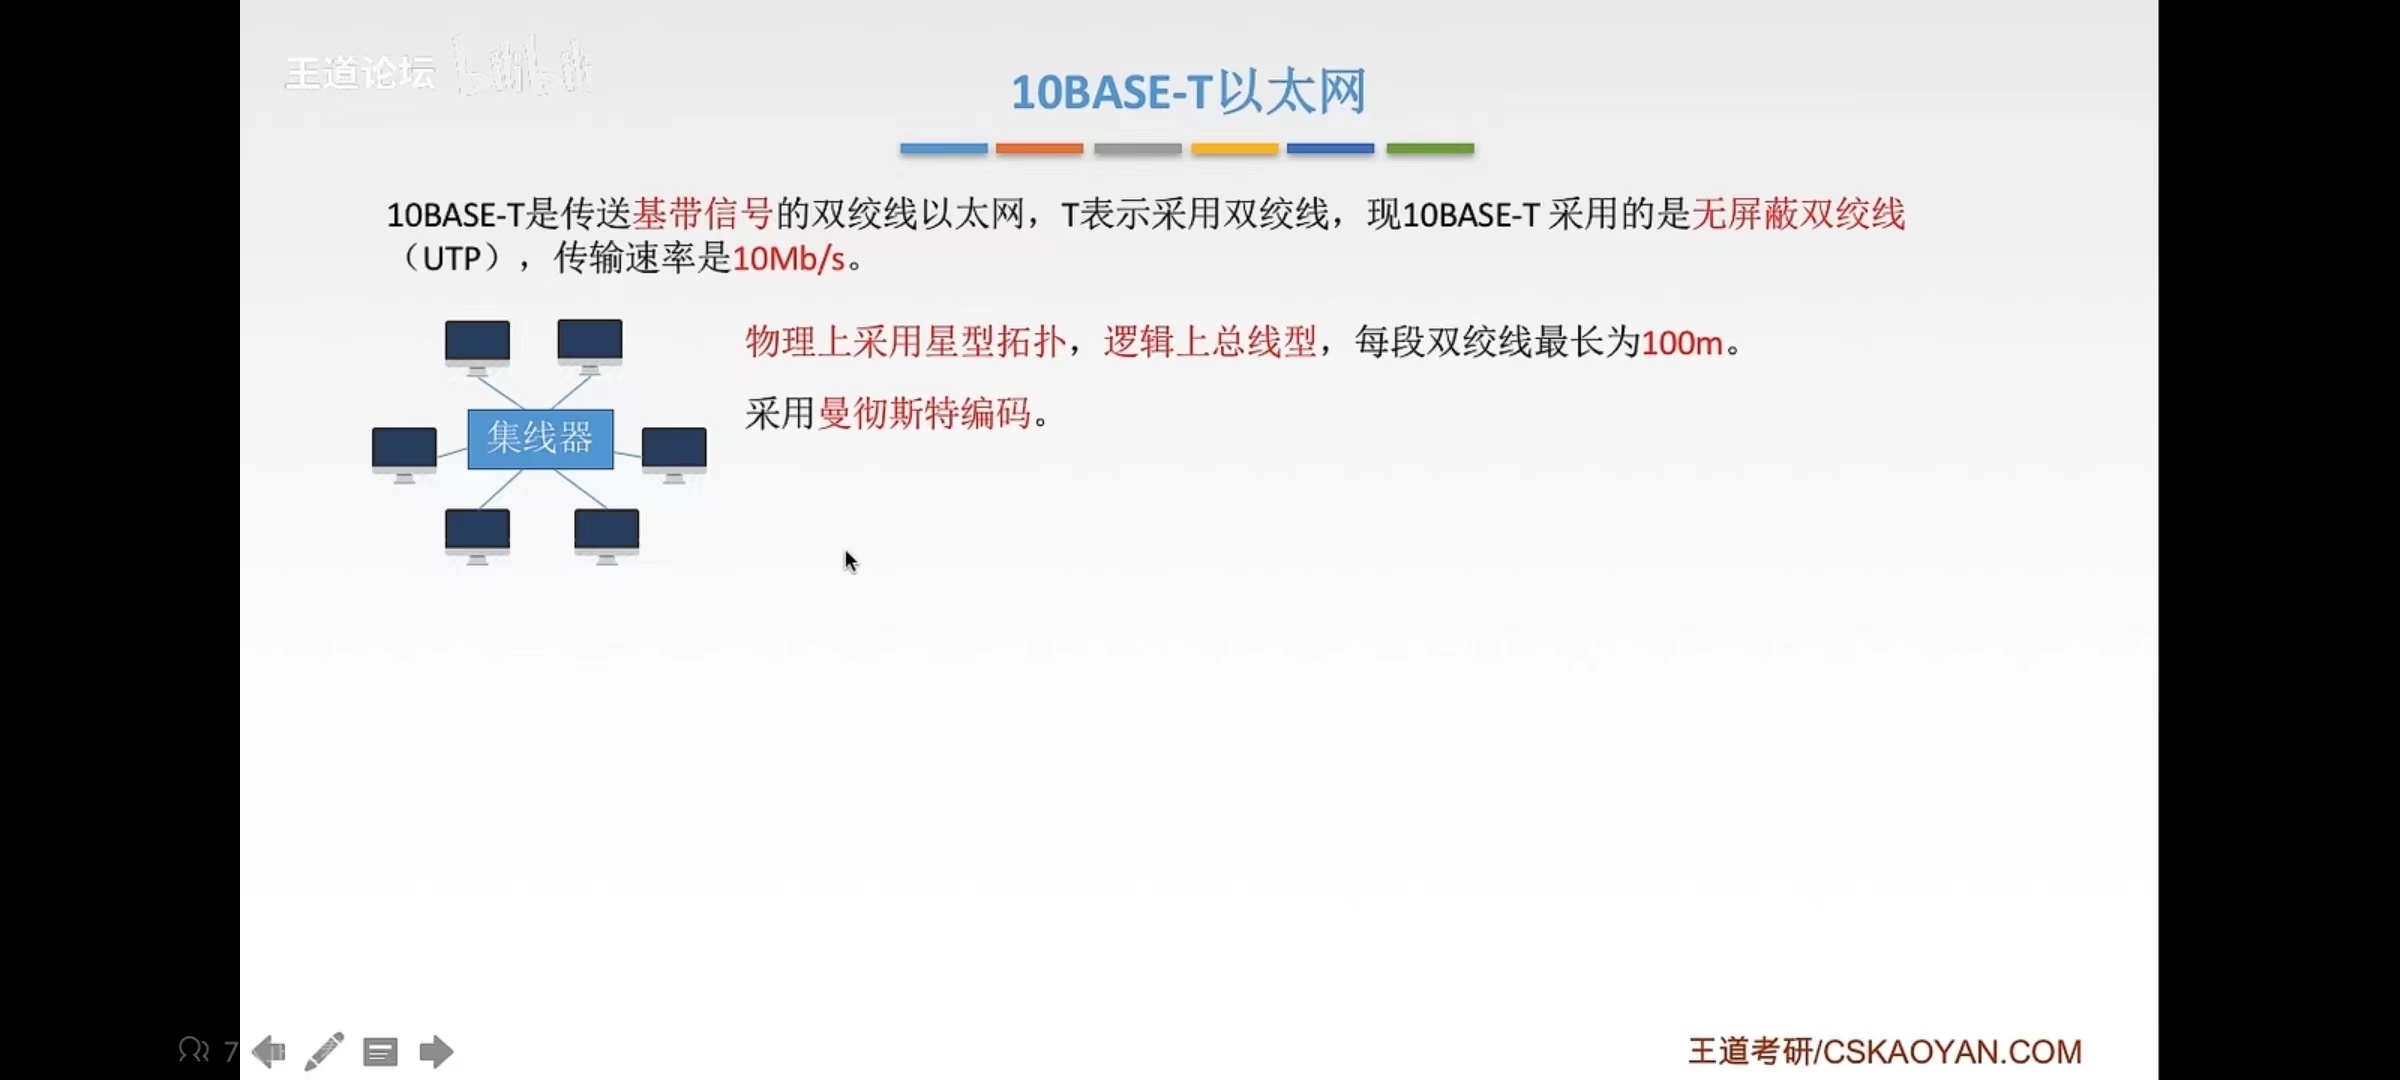 王道论坛 bilibili
10BASE-T以太网
10BASE-T是传送基带信号的双绞线以太网，T表示采用双绞线，现10BASE-T 采用的是无屏蔽双绞线
（UTP），传输速率是10Mb/s。
物理上采用星型拓扑，逻辑上总线型，每段双绞线最长为100m。
采用曼彻斯特编码。
集线器
7
王道考研/CSKAOYAN.COM